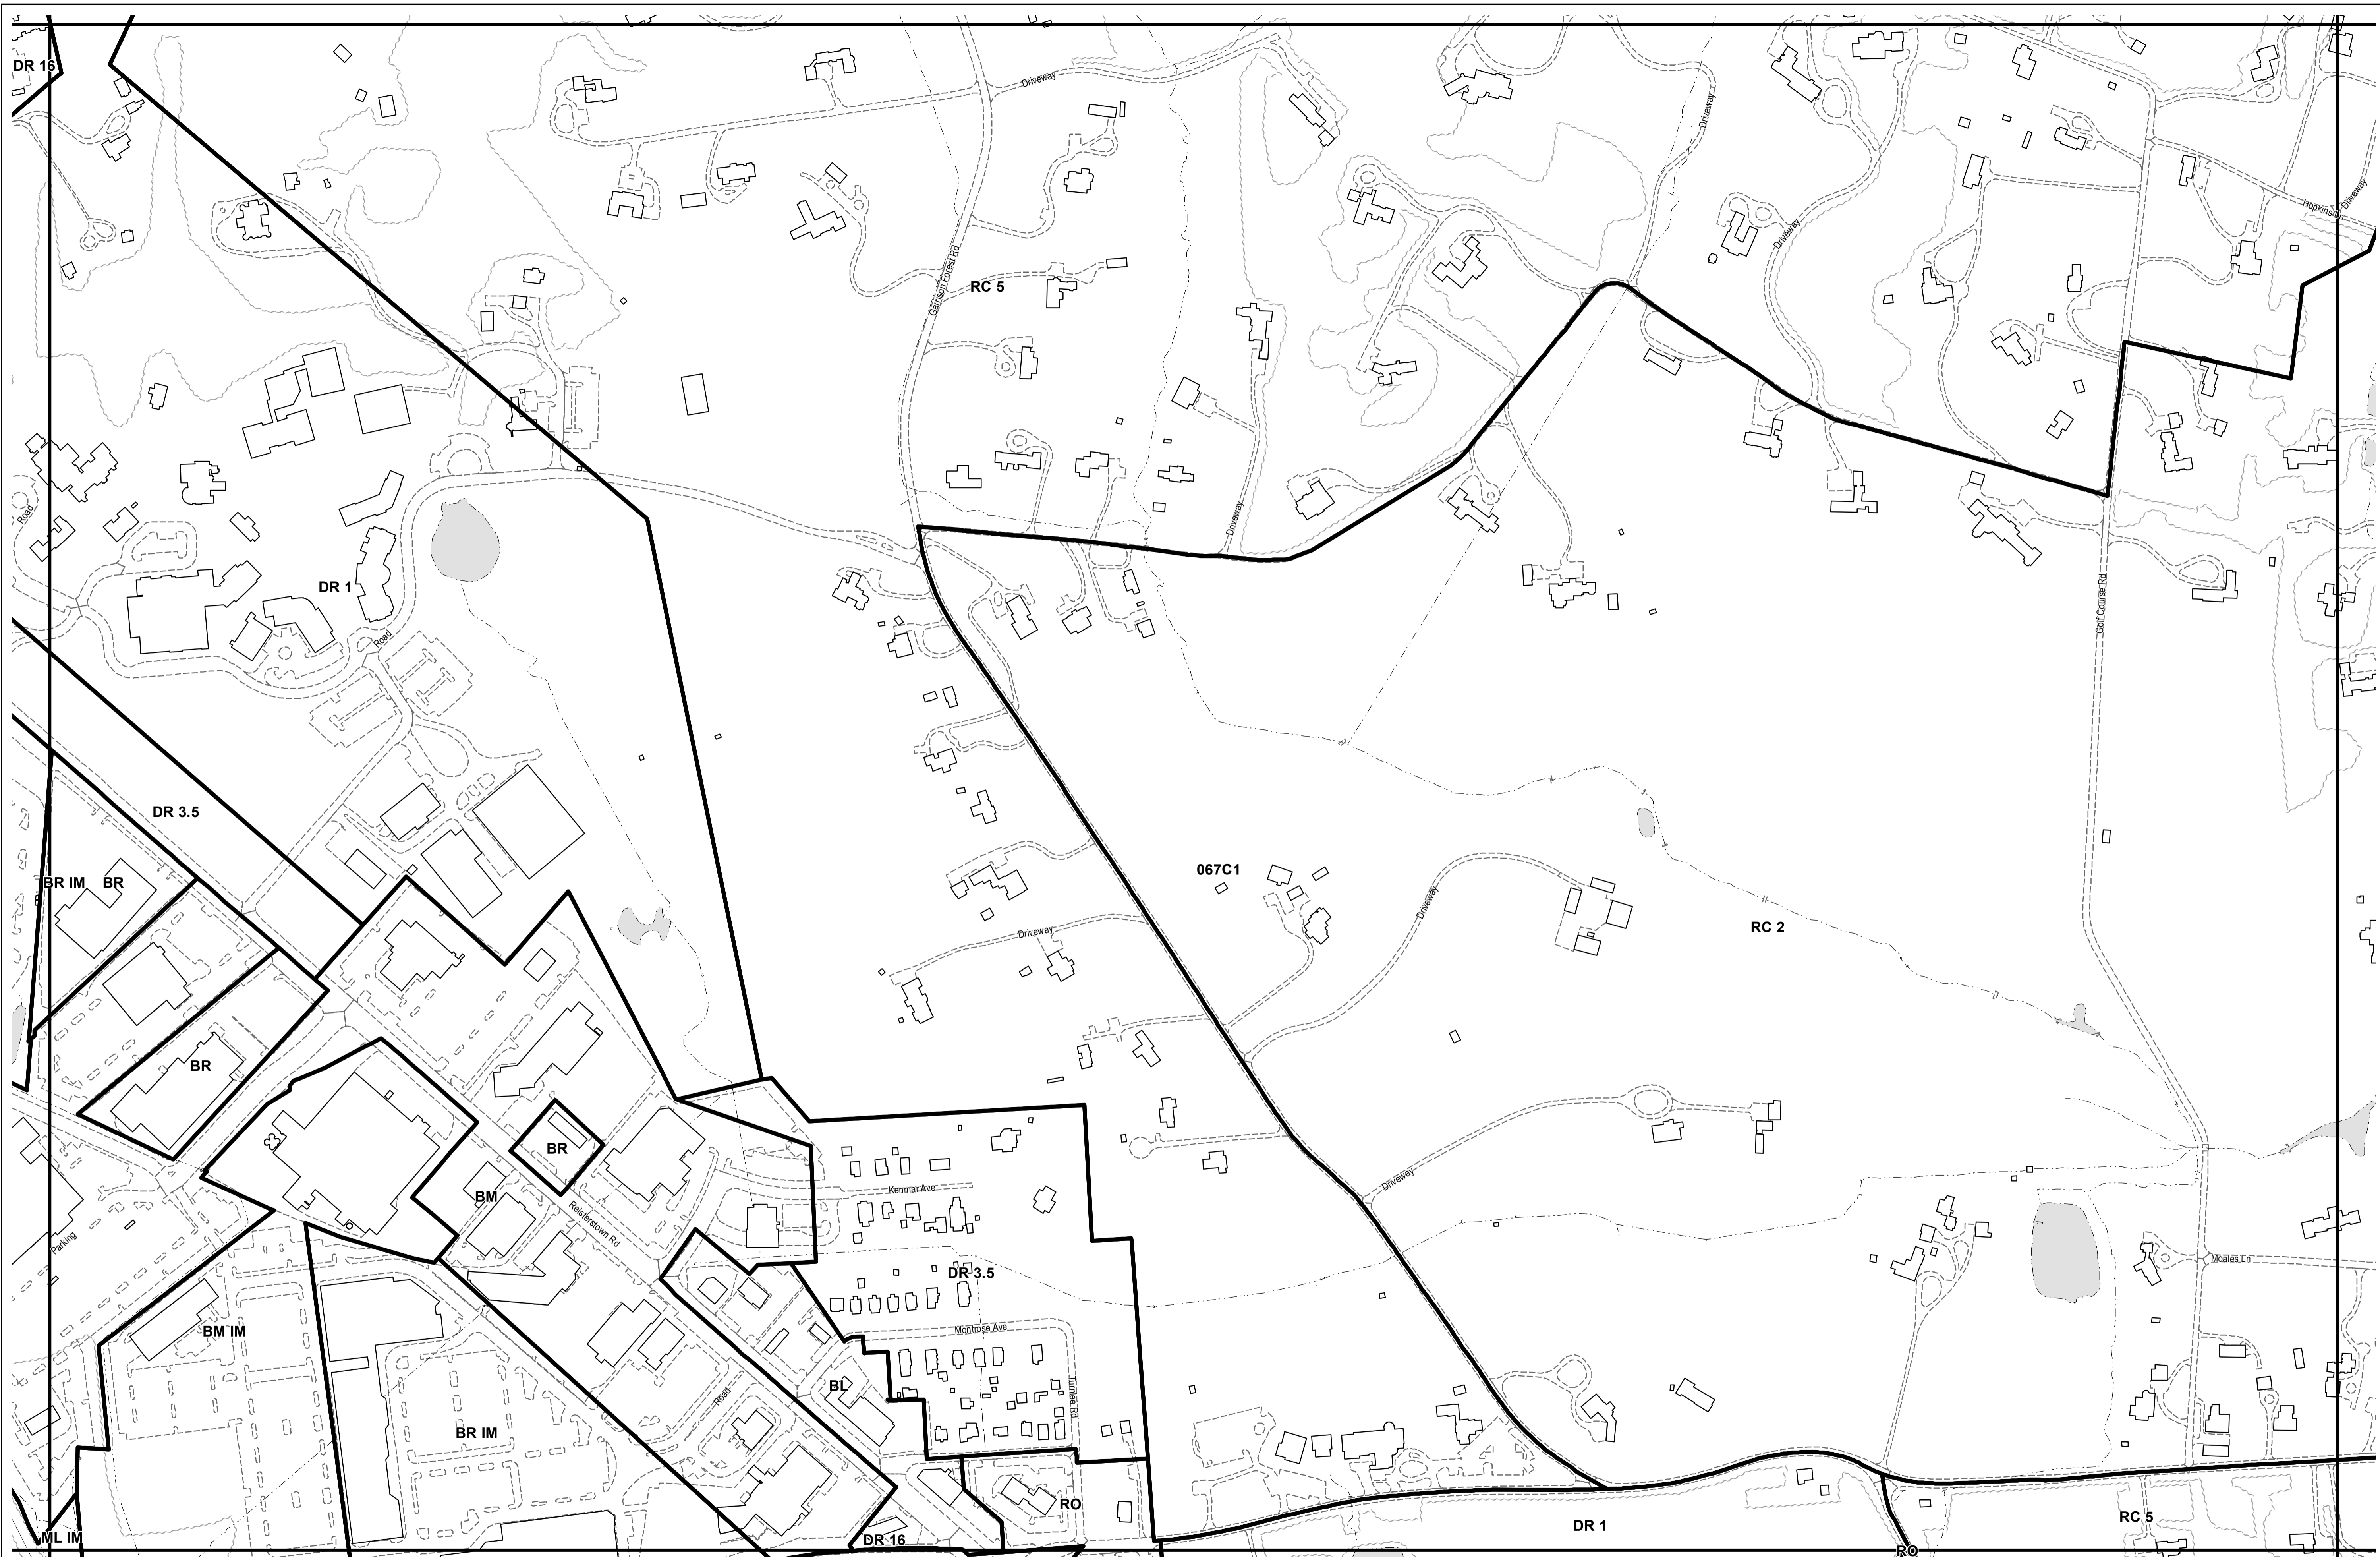 DR 16
Driveway
Driveway
Hopkins Ln
Driveway
Driveway
Garrison Forest Rd
RC 5
Road
Driveway
DR 1
Golf Course Rd
Road
DR 3.5
067C1
BR IM
BR
Driveway
RC 2
Driveway
BR
BR
Driveway
Kenmar Ave
BM
Reisterstown Rd
Parking
Moales Ln
DR 3.5
BM IM
Montrose Ave
BL
Road
Turnee Rd
BR IM
RO
RC 5
DR 1
ML IM
DR 16
RO